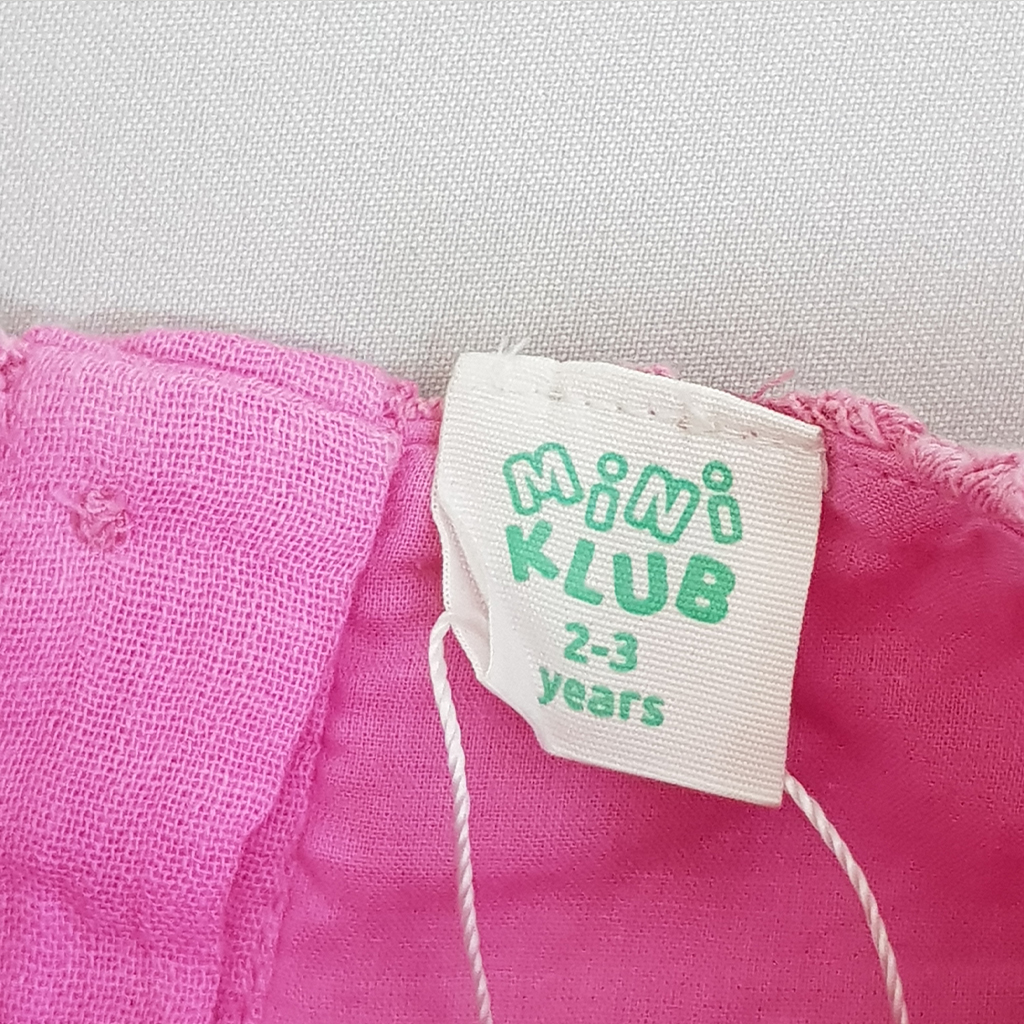 MiNi
KLUB
2-3
years